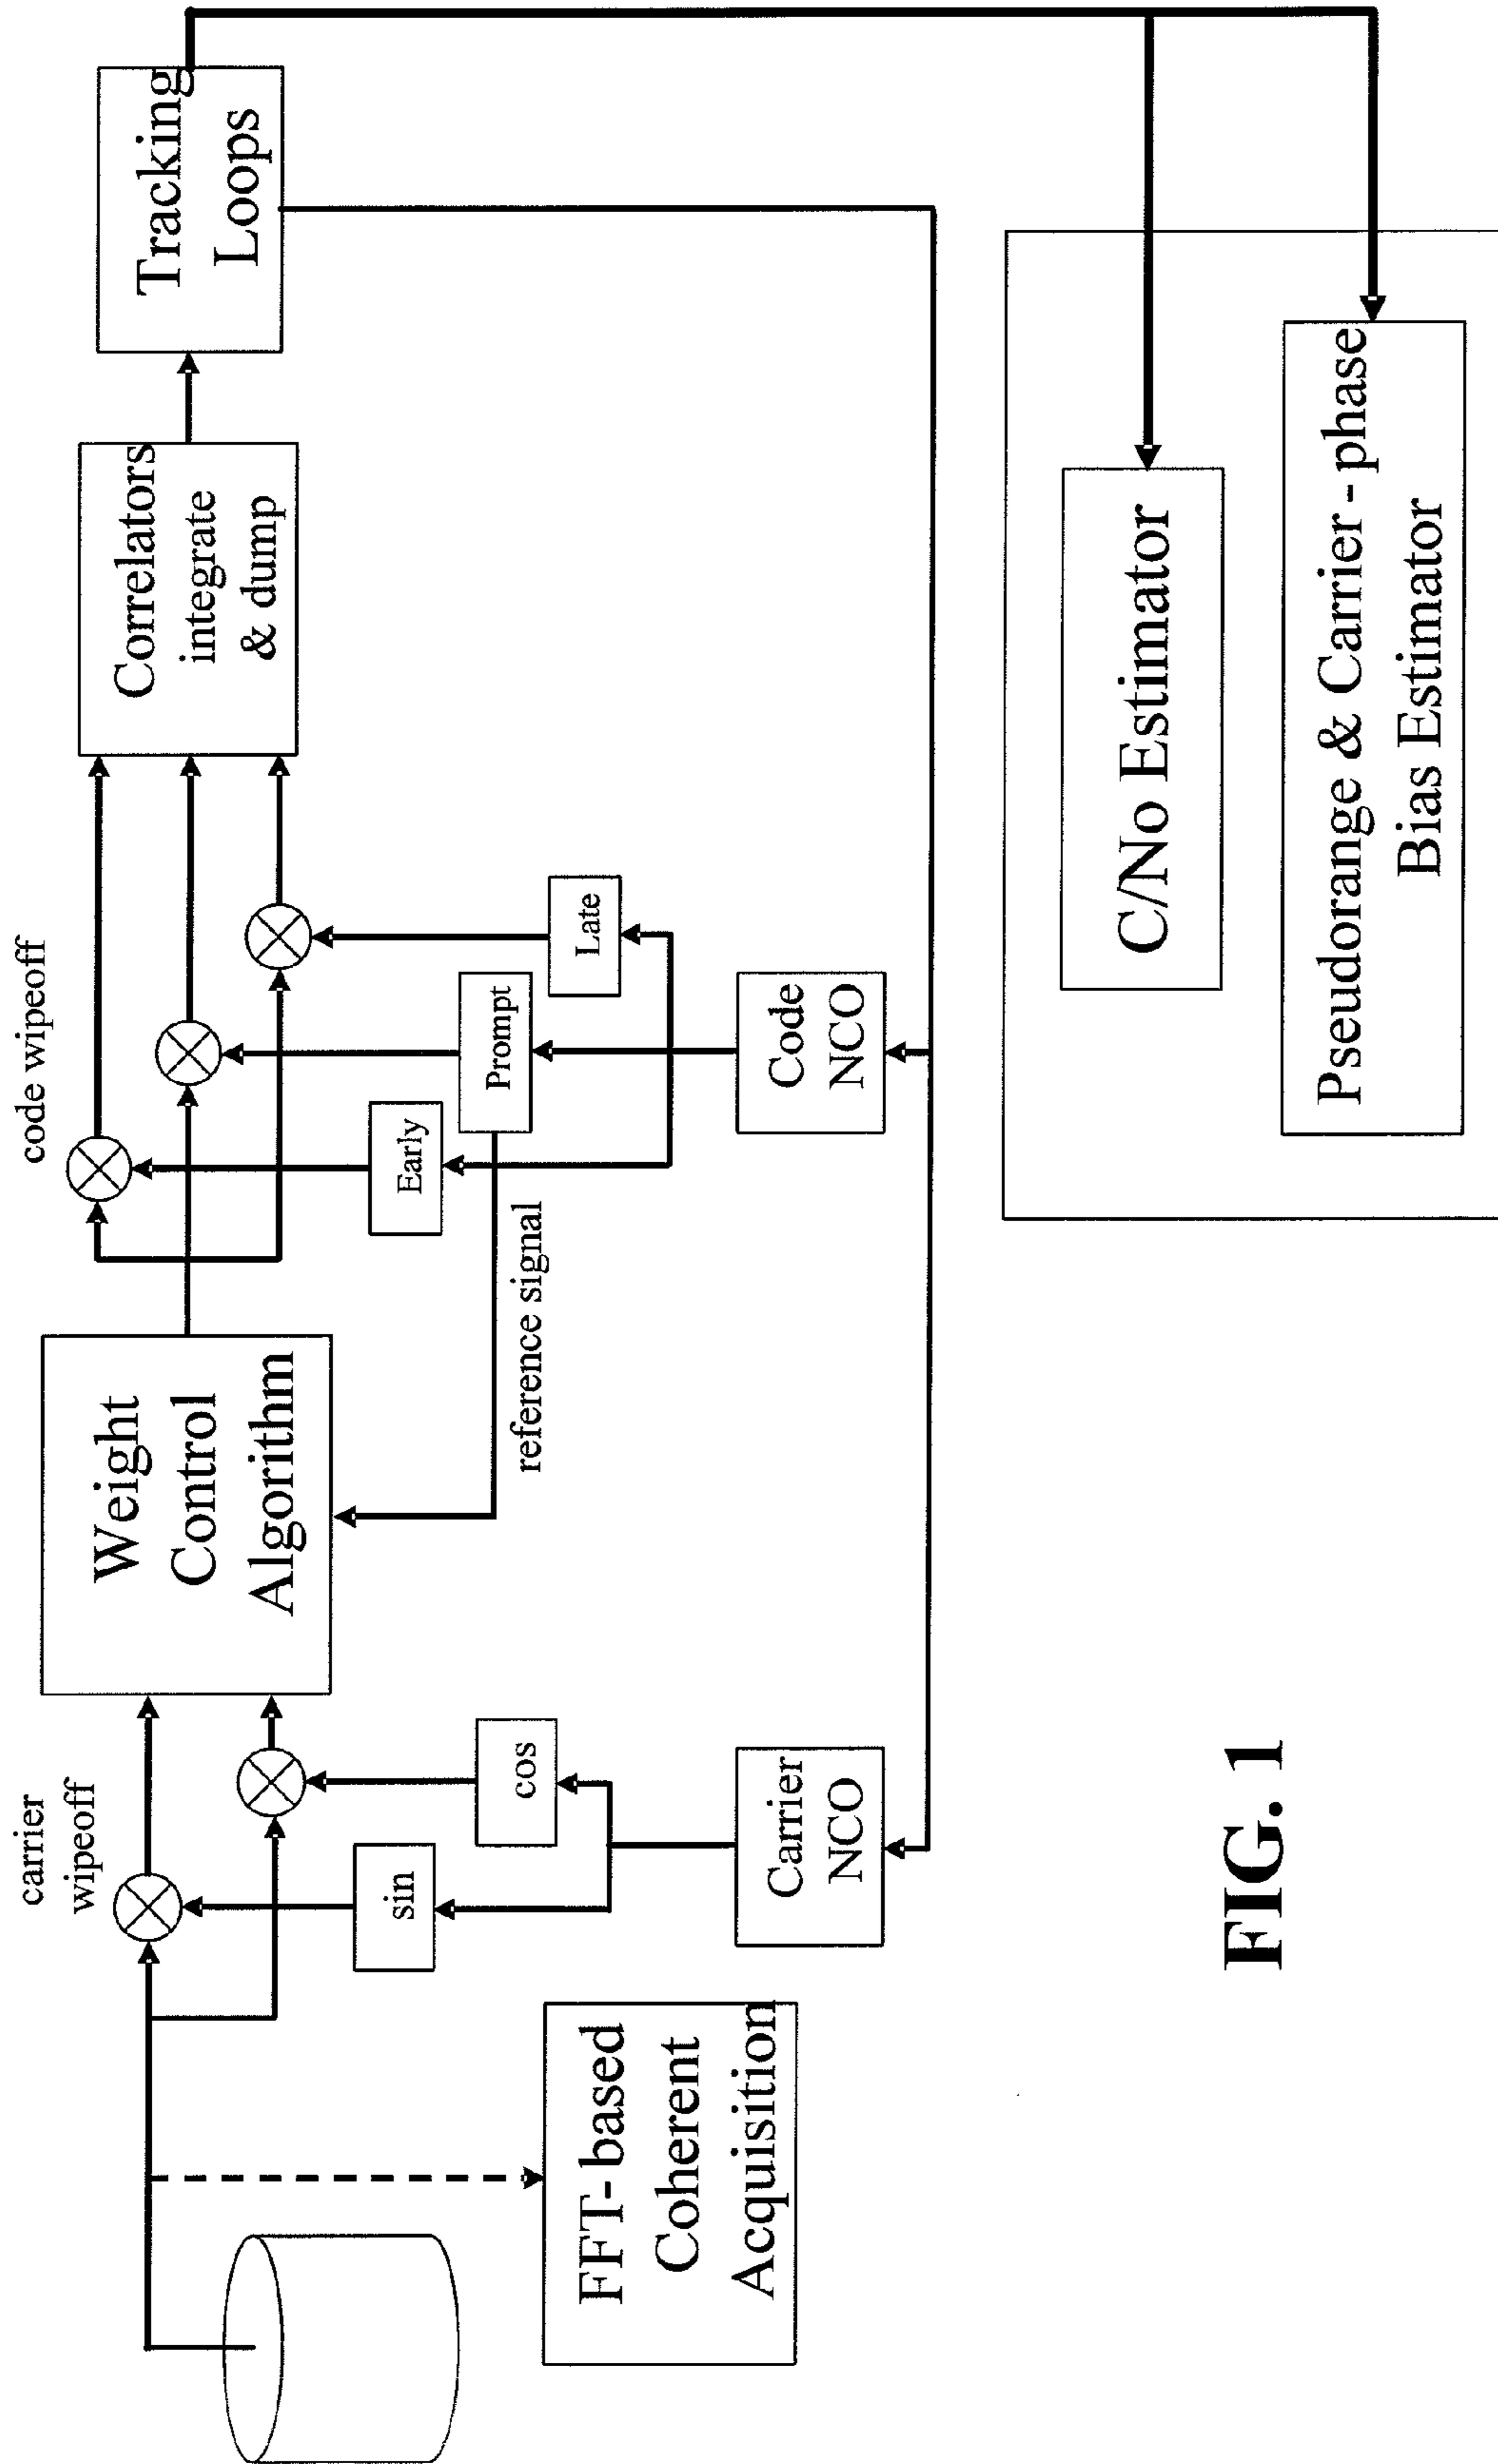 carrier
wipeoff
code wipeoff
Weight
Control
Algorithm
Correlators
integrate
& dump
Tracking
Loops
sin
cos
Early
Prompt
Late
reference signal
FFT-based
Coherent
Acquisition
Carrier
NCO
Code
NCO
C/No Estimator
Pseudorange & Carrier-phase
Bias Estimator
FIG. 1